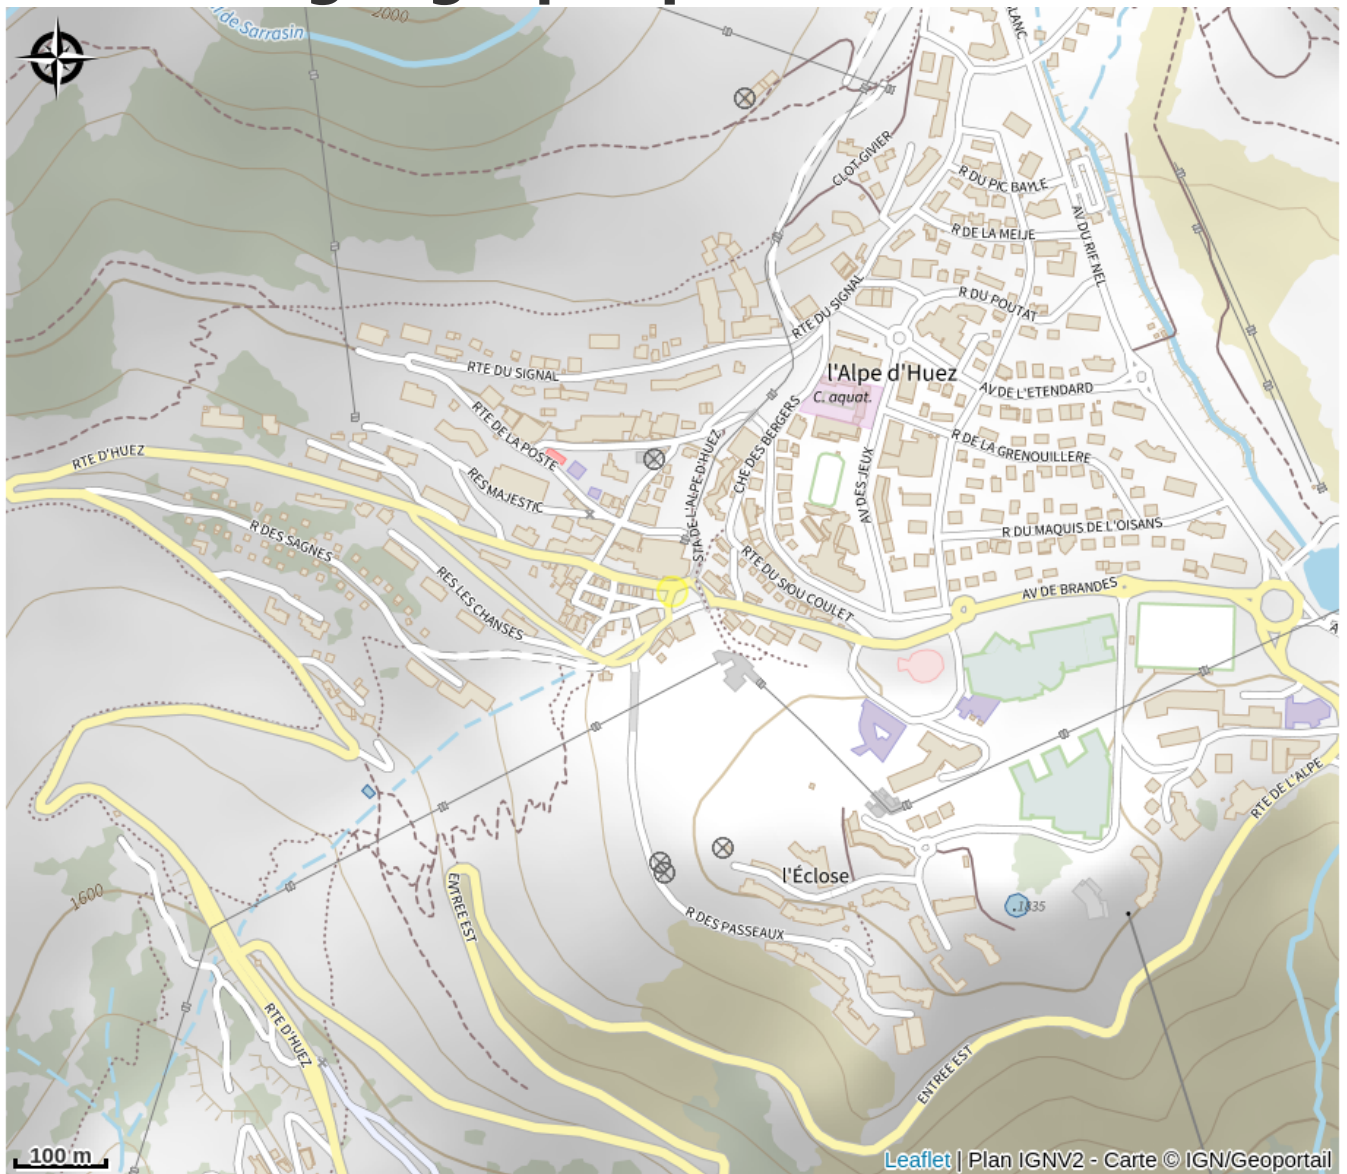 de Sarrasin
2000
CLOT GIVIER
R DU PIC BAYLE
R DE LA MEIJE
AV DU RIF NEL
R DU POUTAT
RTE DU SIGNAL
RTE DU SIGNAL
l'Alpe d'Huez
C. aquat.
AV DE L'ETENDARD
RTE DE LA POSTE
CHE DES BERGERS
STA DE L'ALPE D'HUEZ
R DE LA GRENOUILLERE
RTE D'HUEZ
RES MAJESTIC
AV DES JEUX
R DES SAGNES
R DU MAQUIS DE L'OISANS
RES LES CHANSES
RTE DU SIOU COULET
AV DE BRANDES
RTE DE L'ALPE
l'Éclose
1600
ENTREE EST
R DES PASSEAUX
.1835
RTE D'HUEZ
ENTREE EST
100 m
Leaflet | Plan IGNV2 - Carte © IGN/Geoportail